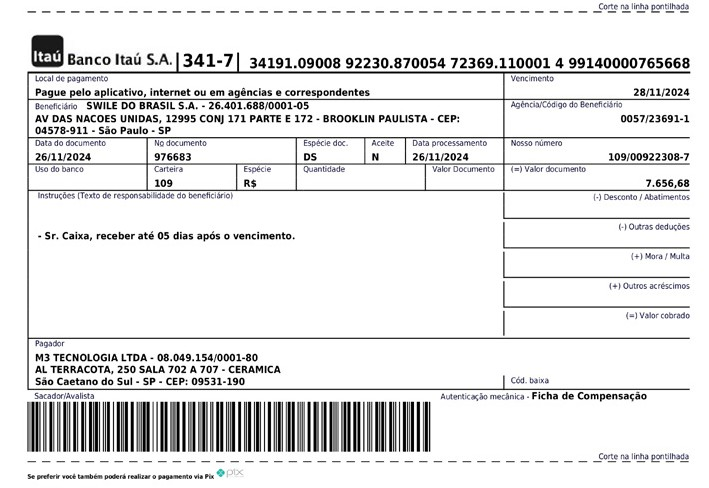 Corte na linha pontilhada
Itaú Banco Itaú S.A. 341-7 34191.09008 92230.870054 72369.110001 4 99140000765668
Local de pagamento Vencimento
Pague pelo aplicativo, internet ou em agências e correspondentes 28/11/2024
Beneficiário SWILE DO BRASIL S.A. - 26.401.688/0001-05 Agência/Código do Beneficiário
AV DAS NACOES UNIDAS, 12995 CONJ 171 PARTE E 172 - BROOKLIN PAULISTA - CEP: 0057/23691-1
04578-911 - São Paulo - SP
Data do documento No documento Espécie doc. Aceite Data processamento Nosso número
26/11/2024 976683 DS N 26/11/2024 109/00922308-7
Uso do banco Carteira Espécie Quantidade Valor Documento (=) Valor documento
109 R$ 7.656,68
Instruções (Texto de responsabilidade do beneficiário) (-) Desconto / Abatimentos
(-) Outras deduções
- Sr. Caixa, receber até 05 dias após o vencimento.
(+) Mora / Multa
(+) Outros acréscimos
(=) Valor cobrado
Pagador
M3 TECNOLOGIA LTDA - 08.049.154/0001-80
AL TERRACOTA, 250 SALA 702 A 707 - CERAMICA
São Caetano do Sul - SP - CEP: 09531-190 Cód. baixa
Sacador/Avalista Autenticação mecânica - Ficha de Compensação
Corte na linha pontilhada
Se preferir você também poderá realizar o pagamento via Pix pix